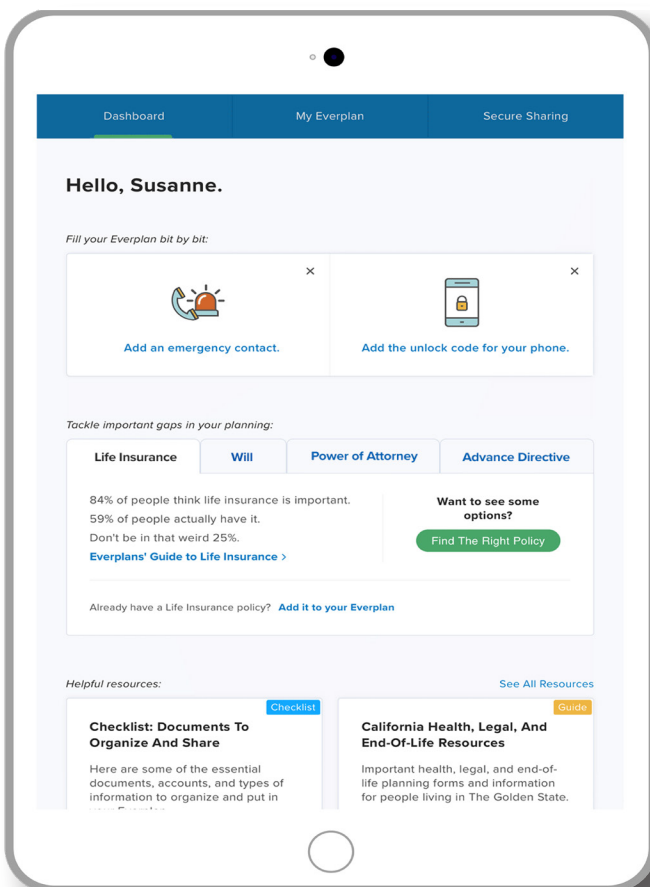 Dashboard
My Everplan
Secure Sharing
Hello, Susanne.
Fill your Everplan bit by bit:
×
×
Add an emergency contact.
Add the unlock code for your phone.
Tackle important gaps in your planning:
Life Insurance
Will
Power of Attorney
Advance Directive
84% of people think life insurance is important.
59% of people actually have it.
Don't be in that weird 25%.
Everplans' Guide to Life Insurance >
Want to see some
options?
Find The Right Policy
Already have a Life Insurance policy? Add it to your Everplan
Helpful resources:
See All Resources
Checklist
Checklist: Documents To
Organize And Share
Here are some of the essential
documents, accounts, and types of
information to organize and put in
Guide
California Health, Legal, And
End-Of-Life Resources
Important health, legal, and end-of-
life planning forms and information
for people living in The Golden State.